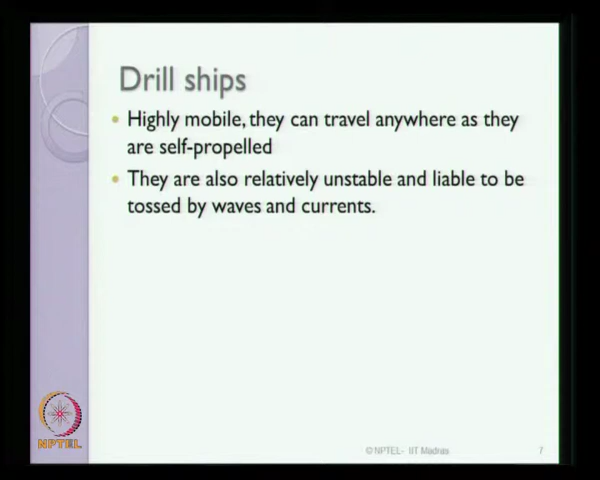 Drill ships
Highly mobile, they can travel anywhere as they
are self-propelled
They are also relatively unstable and liable to be
tossed by waves and currents.
NPTEL
© NPTEL- IIT Madras
7